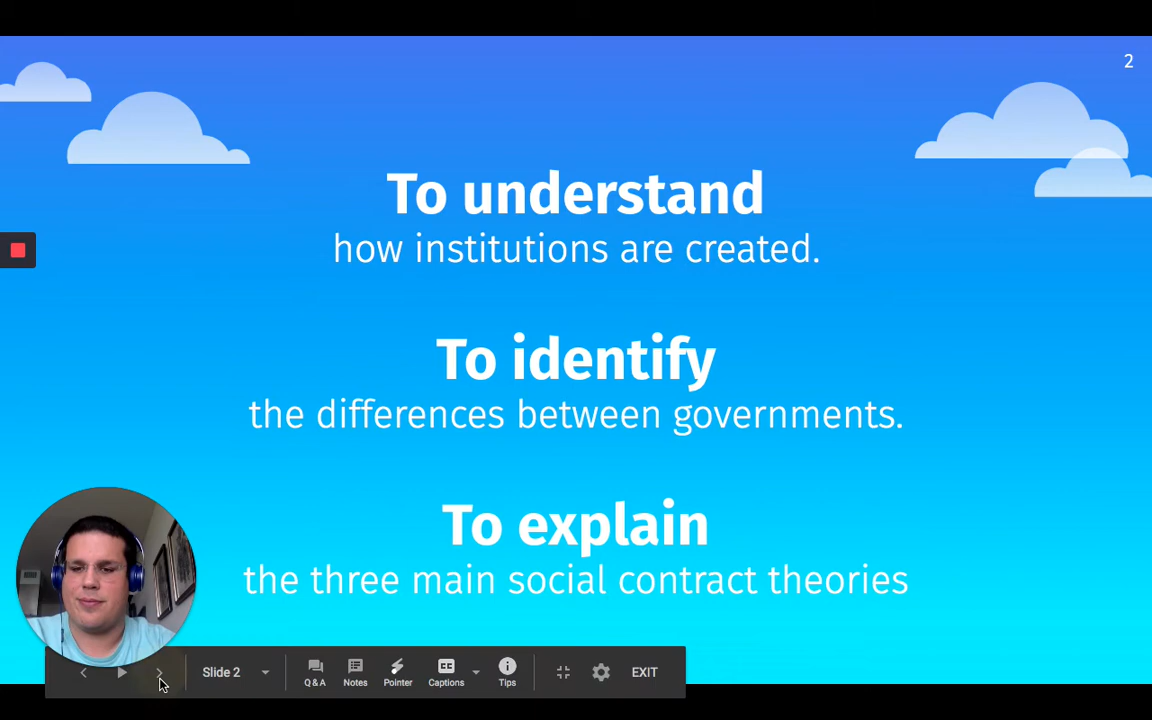 2
To understand
how institutions are created.
To identify
the differences between governments.
To explain
the three main social contract theories
Slide 2
Q & A
Notes
Pointer
CC
Captions
Tips
EXIT